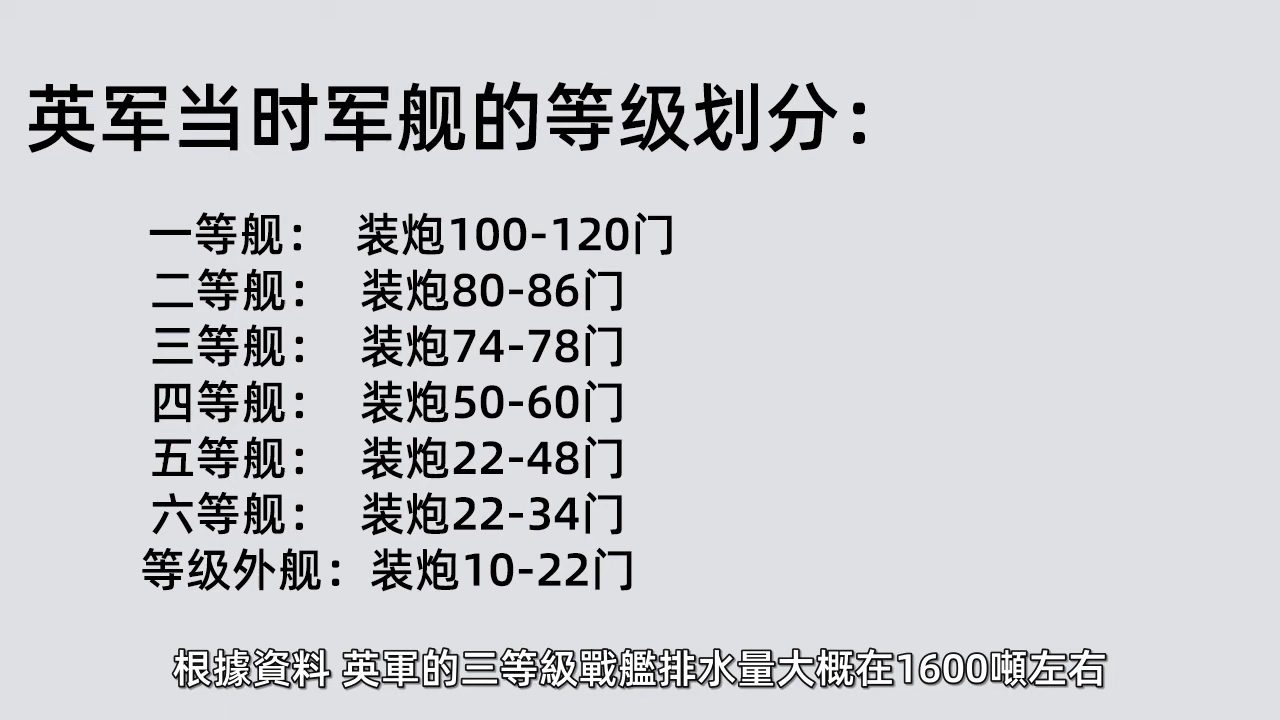 英军当时军舰的等级划分：
一等舰： 装炮100-120门
二等舰： 装炮80-86门
三等舰： 装炮74-78门
四等舰： 装炮50-60门
五等舰： 装炮22-48门
六等舰： 装炮22-34门
等级外舰：装炮10-22门
根據資料 英軍的三等級戰艦排水量大概在1600噸左右